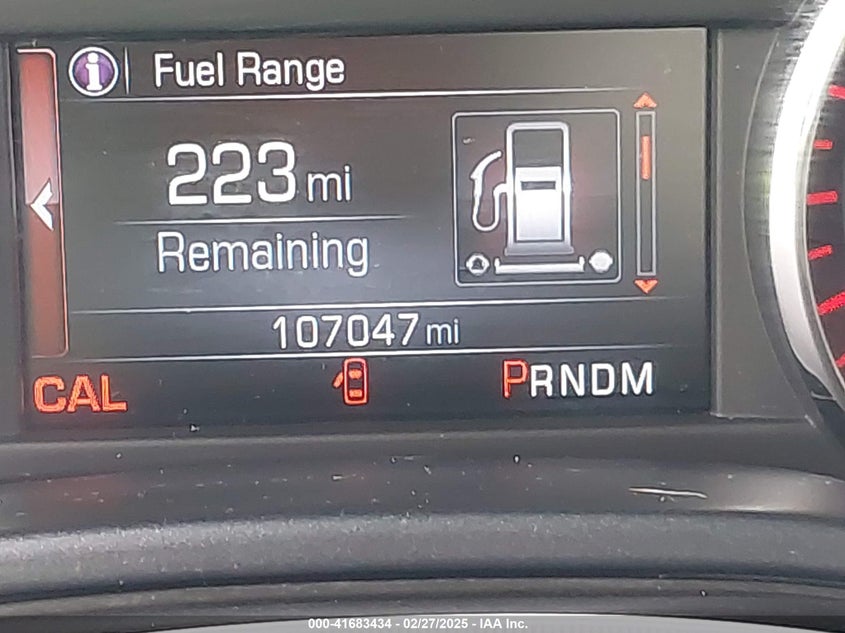 Fuel Range
223 mi
Remaining
107047 mi
CAL
PRNDM
000-41683434 - 02/27/2025 - IAA Inc.